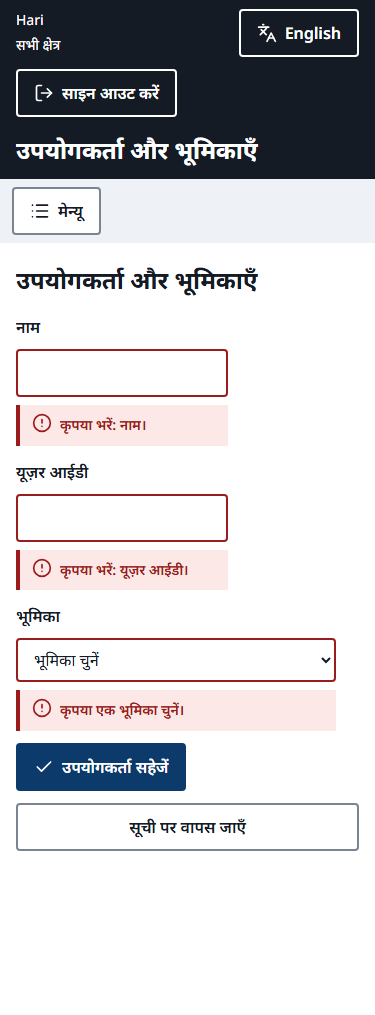 Hari
सभी क्षेत्र
English
साइन आउट करें
उपयोगकर्ता और भूमिकाएँ
मेन्यू
उपयोगकर्ता और भूमिकाएँ
नाम
कृपया भरें: नाम।
यूज़र आईडी
कृपया भरें: यूज़र आईडी।
भूमिका
भूमिका चुनें
कृपया एक भूमिका चुनें।
उपयोगकर्ता सहेजें
सूची पर वापस जाएँ